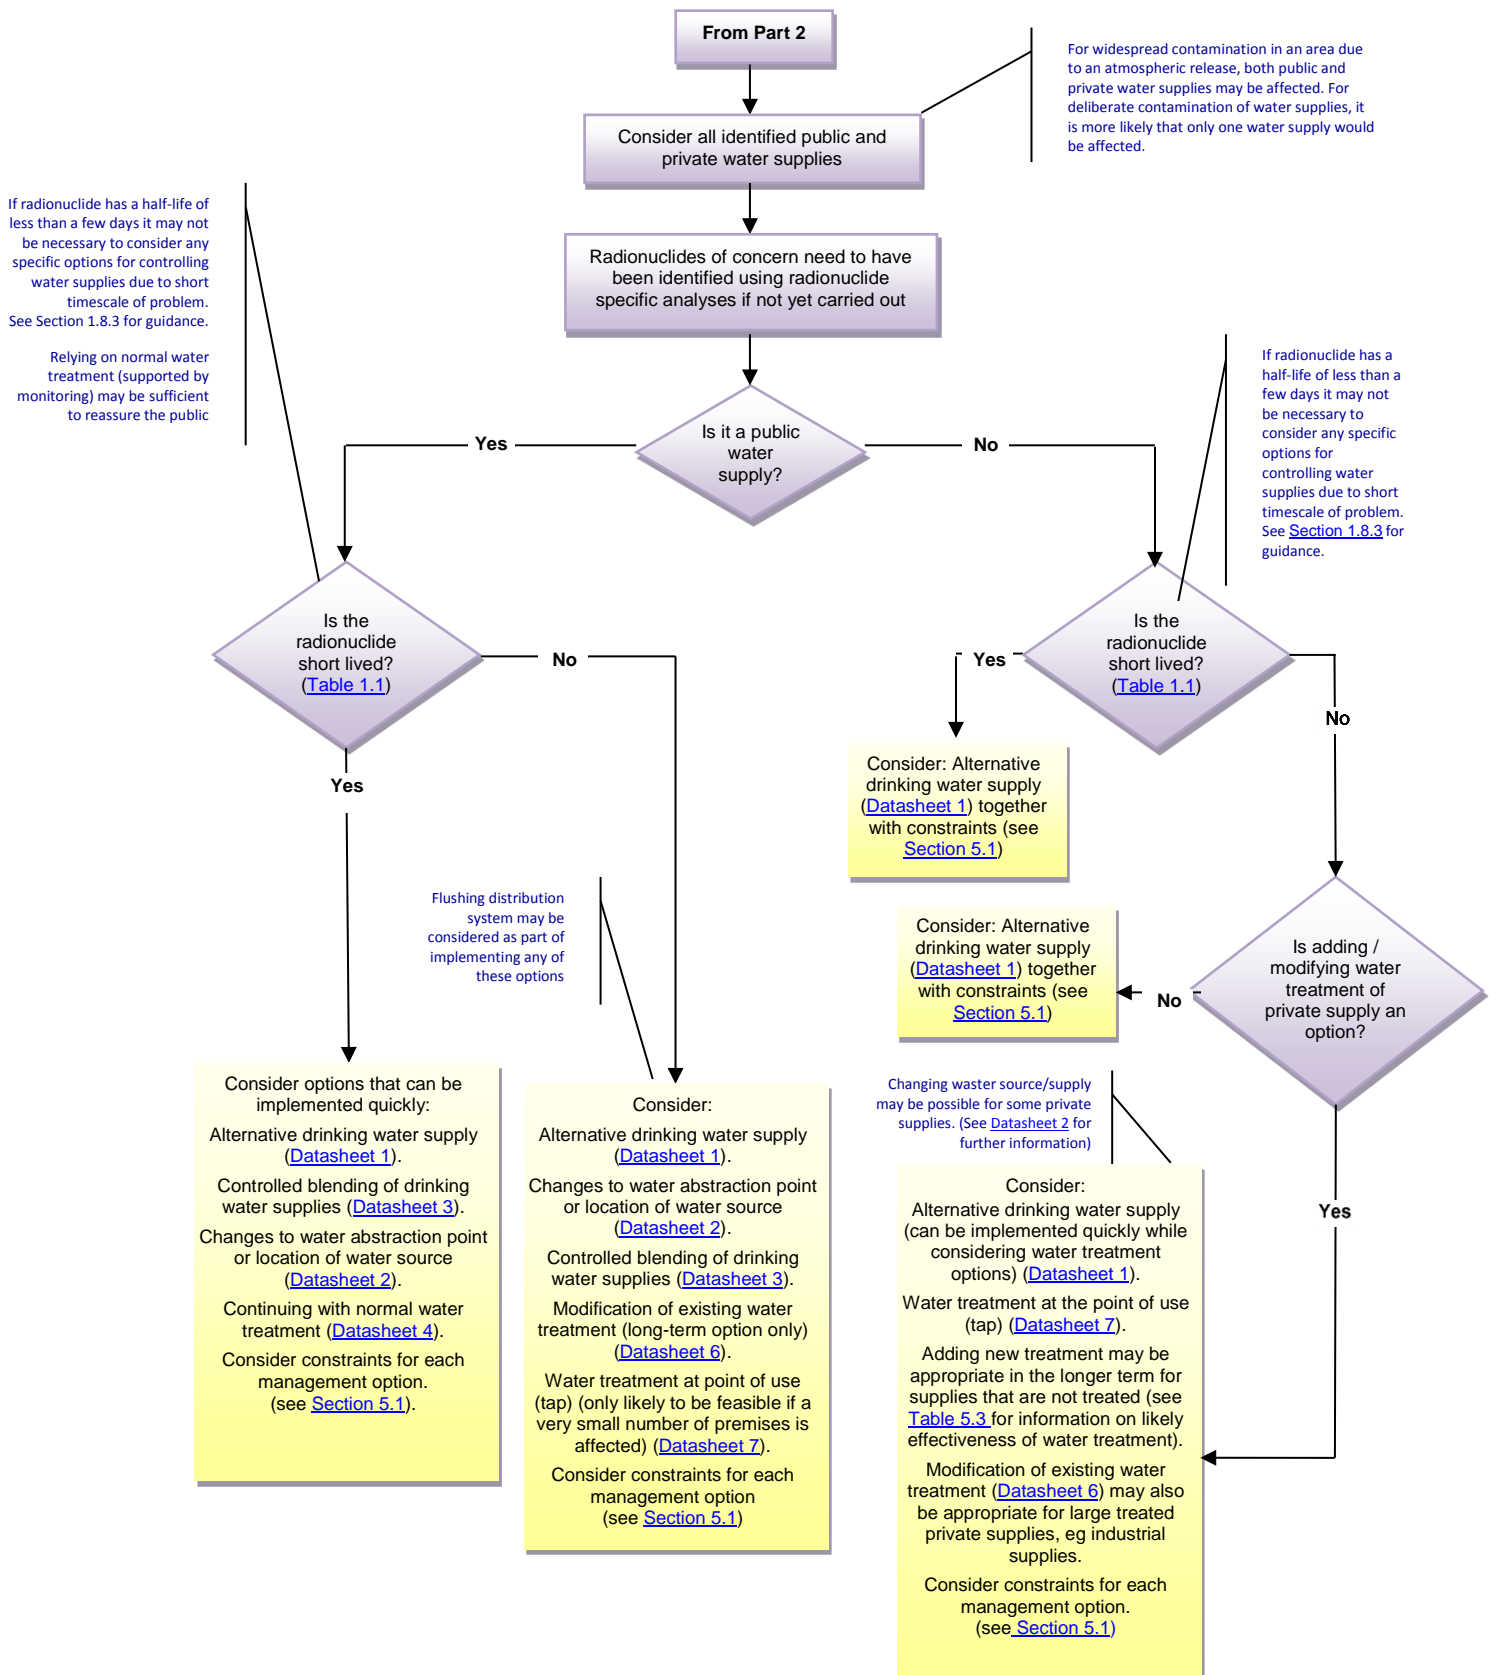 From Part 2
For widespread contamination in an area due
to an atmospheric release, both public and
private water supplies may be affected. For
deliberate contamination of water supplies, it
is more likely that only one water supply would
be affected.
Consider all identified public and
private water supplies
If radionuclide has a half-life of
less than a few days it may not
be necessary to consider any
specific options for controlling
water supplies due to short
timescale of problem.
See Section 1.8.3 for guidance.
Relying on normal water
treatment (supported by
monitoring) may be sufficient
to reassure the public
Radionuclides of concern need to have
been identified using radionuclide
specific analyses if not yet carried out
If radionuclide has a
half-life of less than a
few days it may not
be necessary to
consider any specific
options for
controlling water
supplies due to short
timescale of problem.
See Section 1.8.3 for
guidance.
Is it a public
water
supply?
Yes
No
Is the
radionuclide
short lived?
(Table 1.1)
No
Yes
Is the
radionuclide
short lived?
(Table 1.1)
Yes
No
Consider: Alternative
drinking water supply
(Datasheet 1) together
with constraints (see
Section 5.1)
Flushing distribution
system may be
considered as part of
implementing any of
these options
Consider: Alternative
drinking water supply
(Datasheet 1) together
with constraints (see
Section 5.1)
No
Is adding /
modifying water
treatment of
private supply an
option?
Yes
Consider options that can be
implemented quickly:
Alternative drinking water supply
(Datasheet 1).
Controlled blending of drinking
water supplies (Datasheet 3).
Changes to water abstraction point
or location of water source
(Datasheet 2).
Continuing with normal water
treatment (Datasheet 4).
Consider constraints for each
management option.
(see Section 5.1).
Consider:
Alternative drinking water supply
(Datasheet 1).
Changes to water abstraction point
or location of water source
(Datasheet 2).
Controlled blending of drinking
water supplies (Datasheet 3).
Modification of existing water
treatment (long-term option only)
(Datasheet 6).
Water treatment at point of use
(tap) (only likely to be feasible if a
very small number of premises is
affected) (Datasheet 7).
Consider constraints for each
management option
(see Section 5.1)
Changing waster source/supply
may be possible for some private
supplies. (See Datasheet 2 for
further information)
Consider:
Alternative drinking water supply
(can be implemented quickly while
considering water treatment
options) (Datasheet 1).
Water treatment at the point of use
(tap) (Datasheet 7).
Adding new treatment may be
appropriate in the longer term for
supplies that are not treated (see
Table 5.3 for information on likely
effectiveness of water treatment).
Modification of existing water
treatment (Datasheet 6) may also
be appropriate for large treated
private supplies, eg industrial
supplies.
Consider constraints for each
management option.
(see Section 5.1)